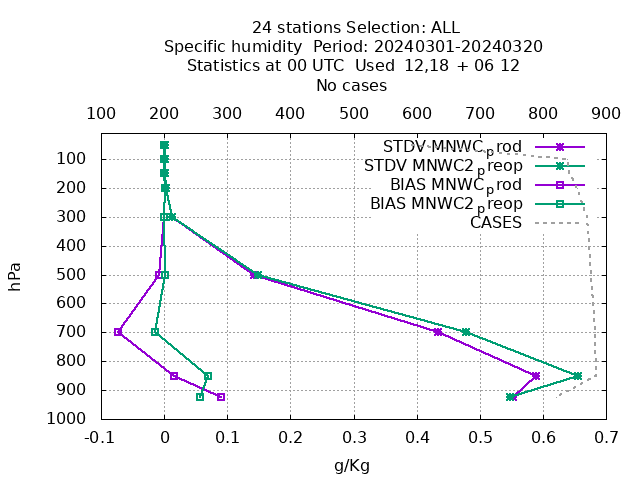 24 stations Selection: ALL
Specific humidity  Period: 20240301-20240320
Statistics at 00 UTC  Used  12,18 + 06 12
No cases
100 200 300 400 500 600 700 800 900
STDV MNWC_prod
STDV MNWC2_preop
BIAS MNWC_prod
BIAS MNWC2_preop
CASES
hPa
100
200
300
400
500
600
700
800
900
1000
-0.1 0 0.1 0.2 0.3 0.4 0.5 0.6 0.7
g/Kg